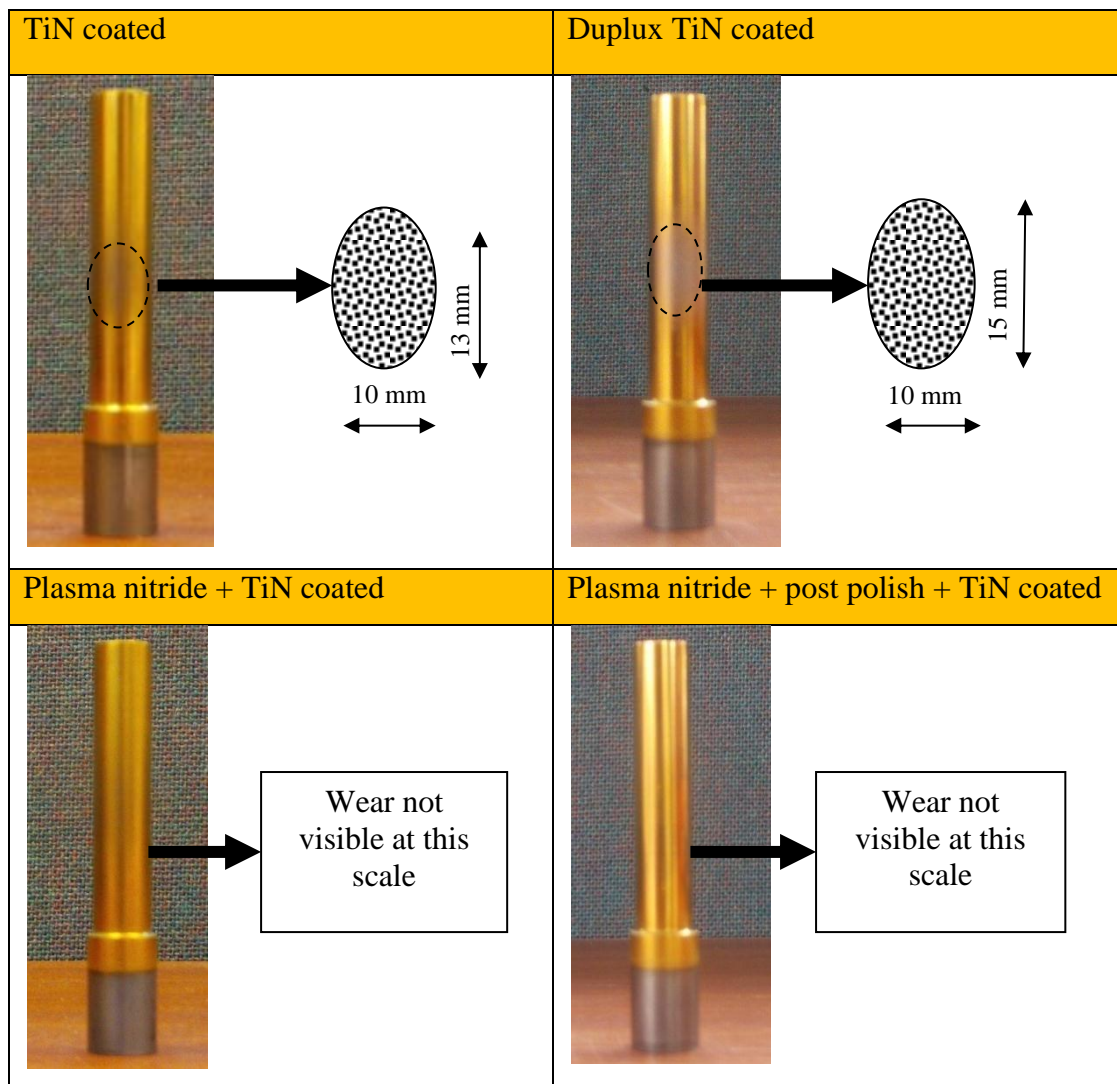 TiN coated
Duplux TiN coated
13 mm
10 mm
15 mm
10 mm
Plasma nitride + TiN coated
Plasma nitride + post polish + TiN coated
Wear not
visible at this
scale
Wear not
visible at this
scale